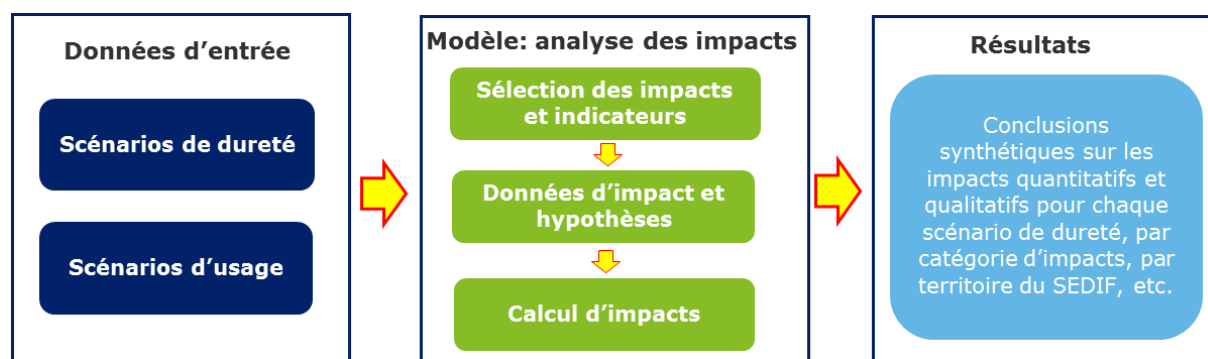 Données d'entrée
Scénarios de dureté
Scénarios d'usage
Modèle: analyse des impacts
Sélection des impacts
et indicateurs
Données d'impact et
hypothèses
Calcul d'impacts
Résultats
Conclusions
synthétiques sur les
impacts quantitatifs et
qualitatifs pour chaque
scénario de dureté, par
catégorie d'impacts, par
territoire du SEDIF, etc.